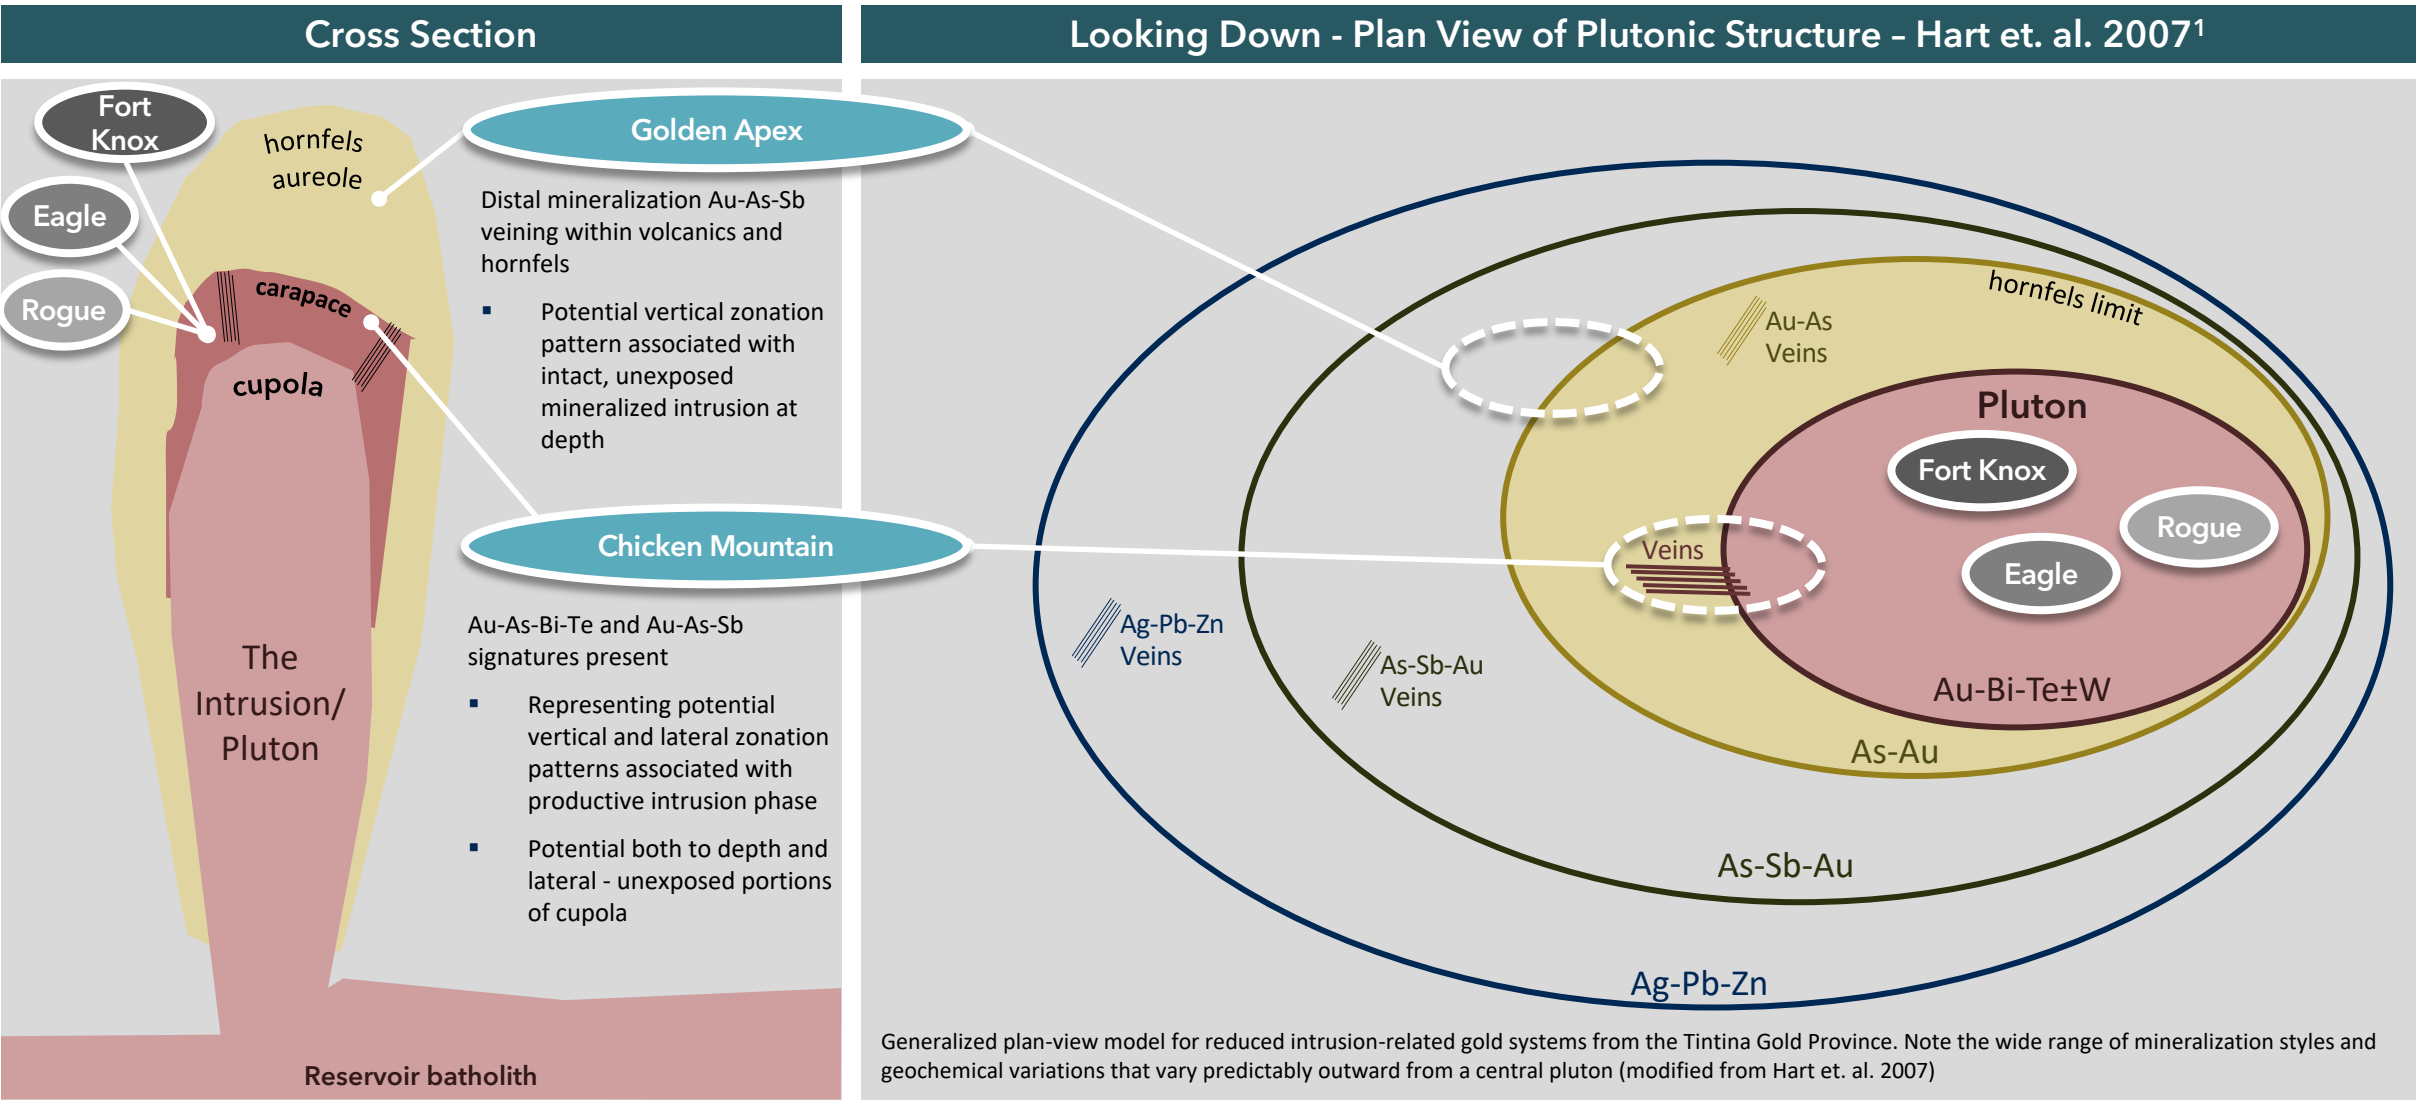 Cross Section
Looking Down - Plan View of Plutonic Structure – Hart et. al. 2007¹
Fort
Knox
Eagle
Rogue
hornfels
aureole
carapace
cupola
The
Intrusion/
Pluton
Reservoir batholith
Golden Apex
Distal mineralization Au-As-Sb
veining within volcanics and
hornfels
▪ Potential vertical zonation
pattern associated with
intact, unexposed
mineralized intrusion at
depth
Chicken Mountain
Au-As-Bi-Te and Au-As-Sb
signatures present
▪ Representing potential
vertical and lateral zonation
patterns associated with
productive intrusion phase
▪ Potential both to depth and
lateral - unexposed portions
of cupola
hornfels limit
Au-As
Veins
Pluton
Fort Knox
Rogue
Eagle
Veins
Ag-Pb-Zn
Veins
As-Sb-Au
Veins
Au-Bi-Te±W
As-Au
As-Sb-Au
Ag-Pb-Zn
Generalized plan-view model for reduced intrusion-related gold systems from the Tintina Gold Province. Note the wide range of mineralization styles and
geochemical variations that vary predictably outward from a central pluton (modified from Hart et. al. 2007)